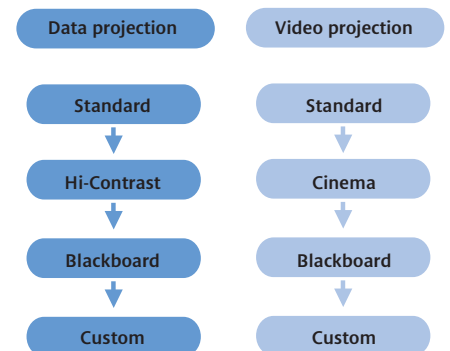 Data projection
Video projection
Standard
Standard
Hi-Contrast
Cinema
Blackboard
Blackboard
Custom
Custom